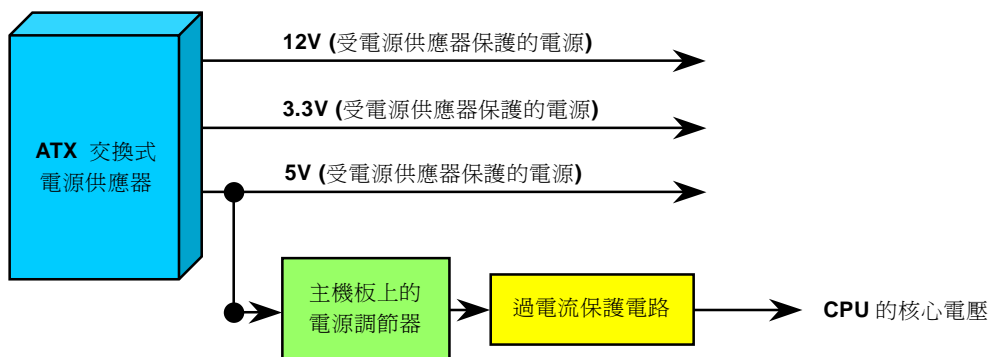 12V (受電源供應器保護的電源)
3.3V (受電源供應器保護的電源)
ATX 交換式
電源供應器
5V (受電源供應器保護的電源)
主機板上的
電源調節器
過電流保護電路
CPU 的核心電壓